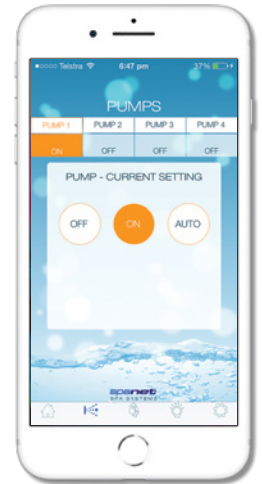 Telstra 6:47 pm 37%
PUMPS
PUMP 1 PUMP 2 PUMP 3 PUMP 4
ON OFF OFF OFF
PUMP - CURRENT SETTING
OFF ON AUTO
spanet
SPA SYSTEMS